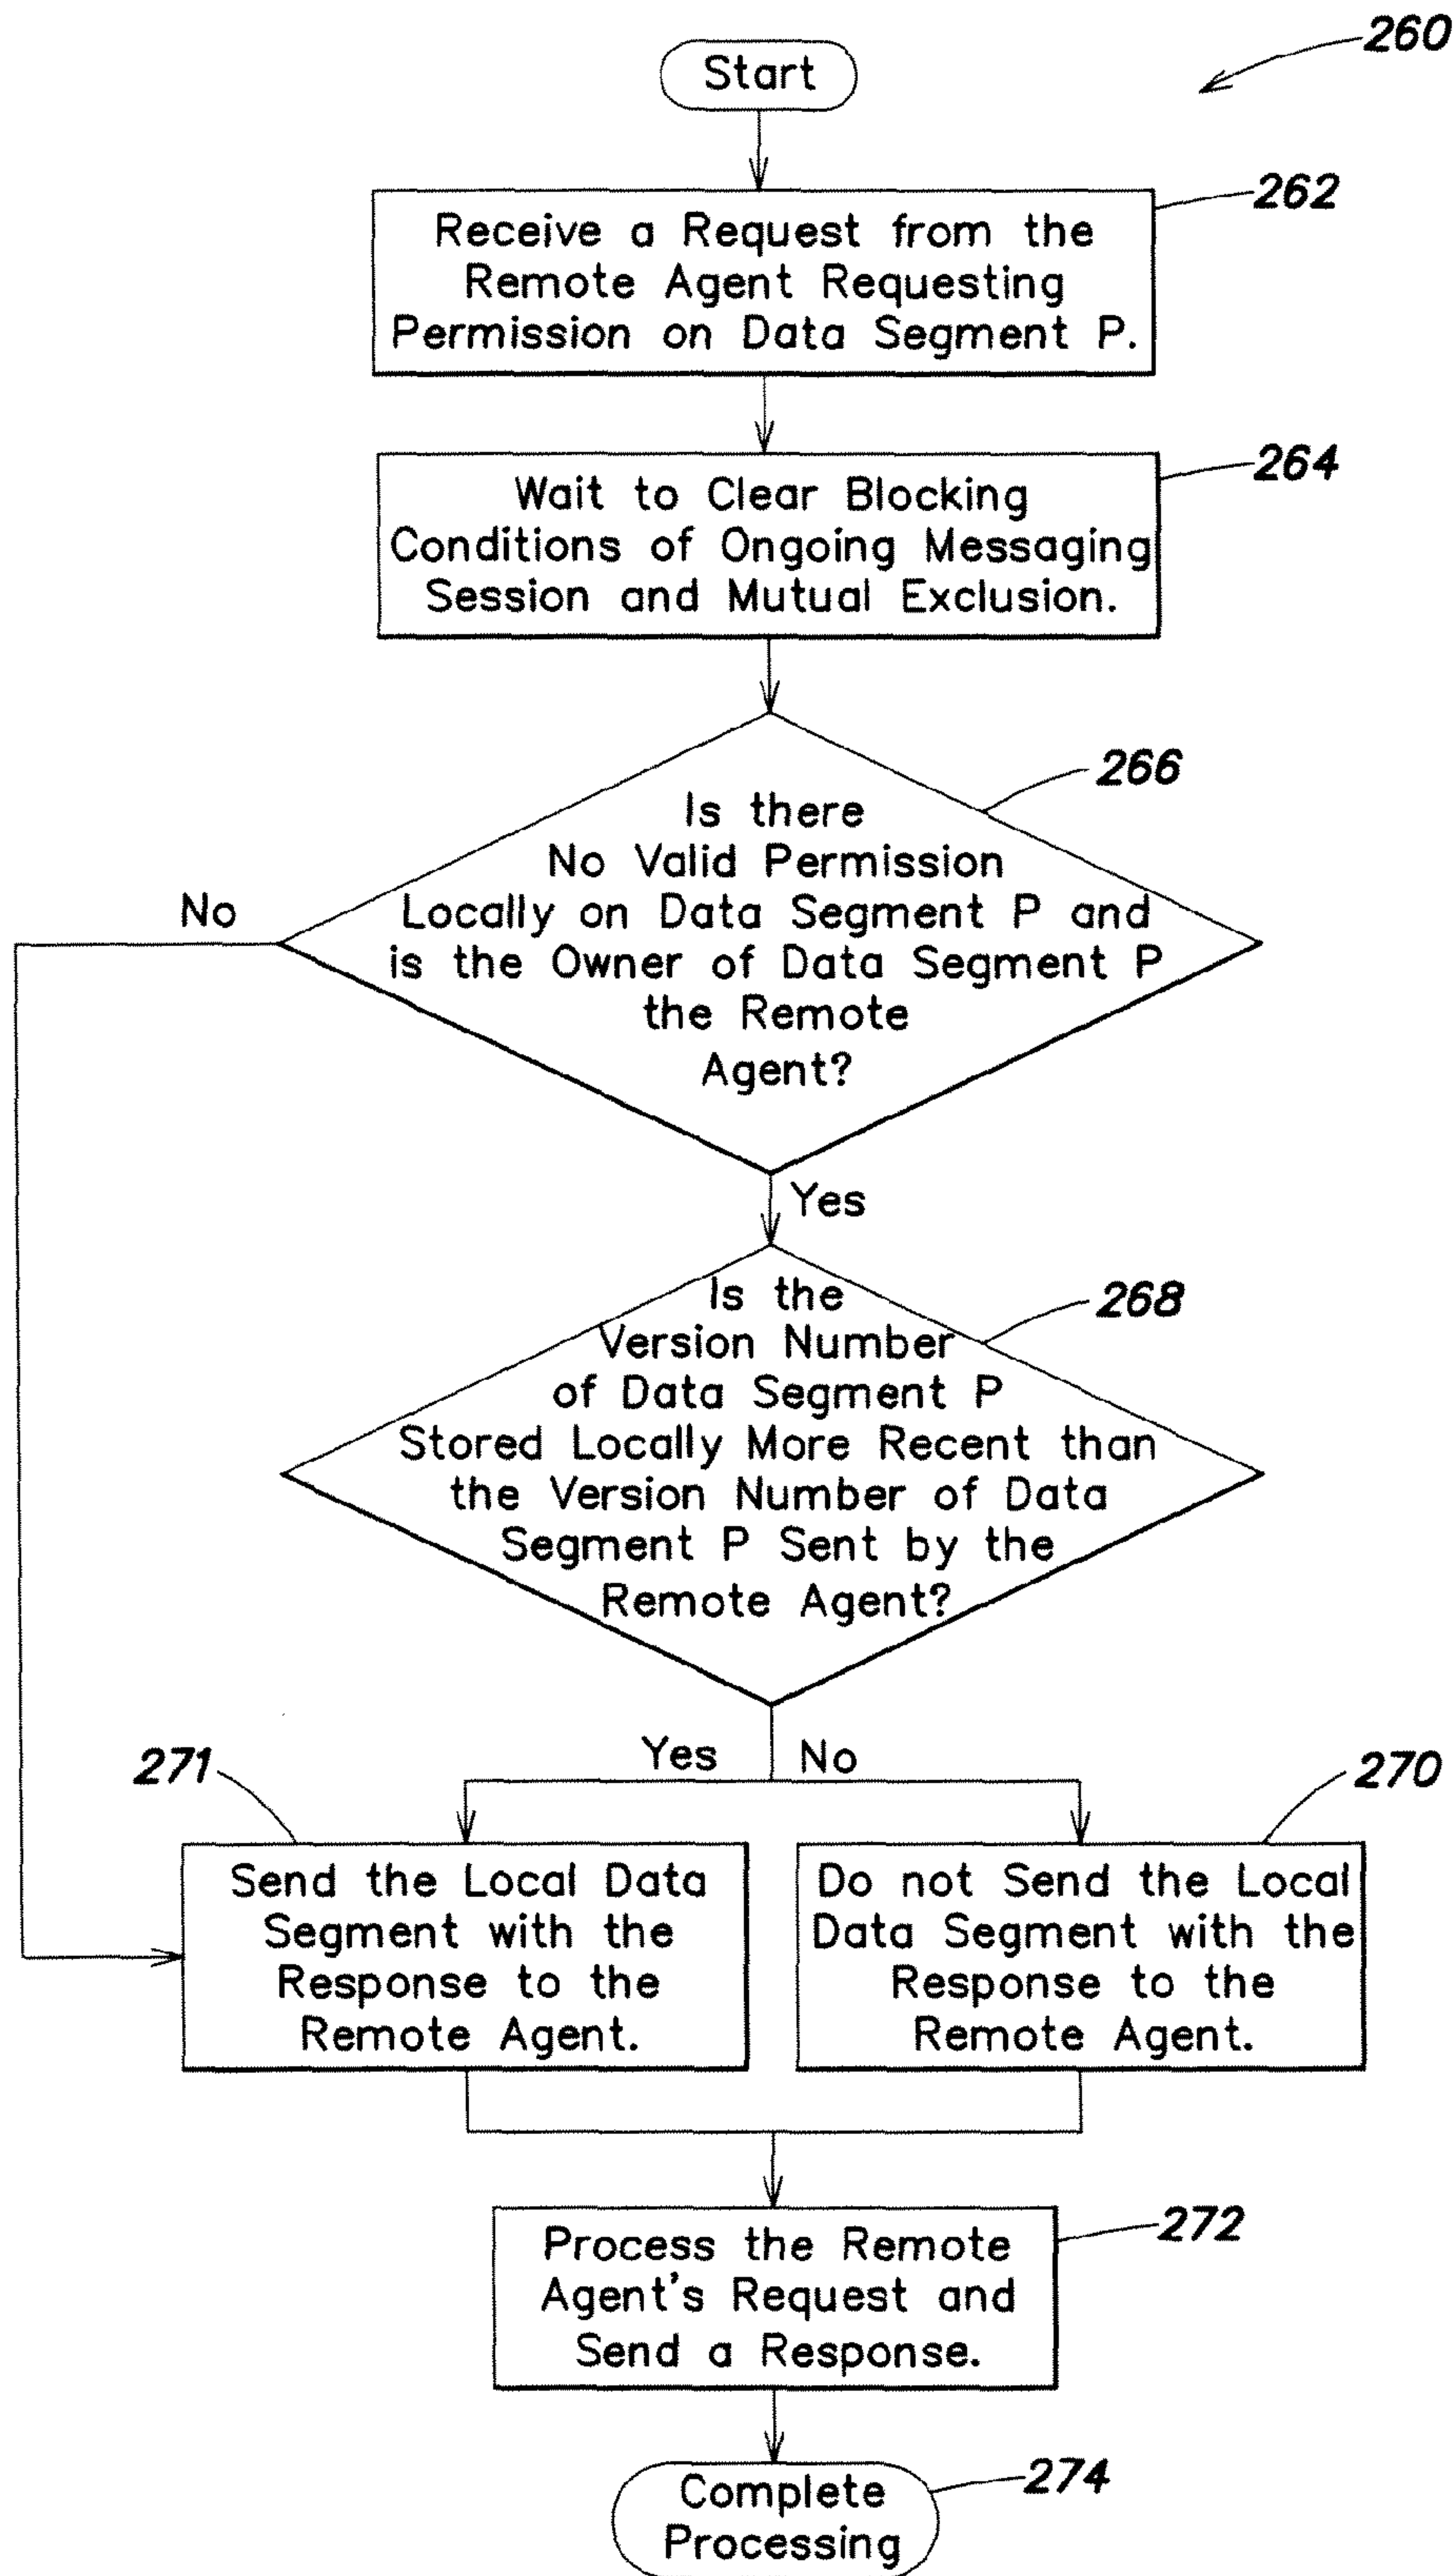 260
Start
262
Receive a Request from the
Remote Agent Requesting
Permission on Data Segment P.
264
Wait to Clear Blocking
Conditions of Ongoing Messaging
Session and Mutual Exclusion.
266
Is there
No Valid Permission
Locally on Data Segment P and
is the Owner of Data Segment P
the Remote
Agent?
No
Yes
268
Is the
Version Number
of Data Segment P
Stored Locally More Recent than
the Version Number of Data
Segment P Sent by the
Remote Agent?
Yes
No
271
Send the Local Data
Segment with the
Response to the
Remote Agent.
270
Do not Send the Local
Data Segment with the
Response to the
Remote Agent.
272
Process the Remote
Agent's Request and
Send a Response.
274
Complete
Processing